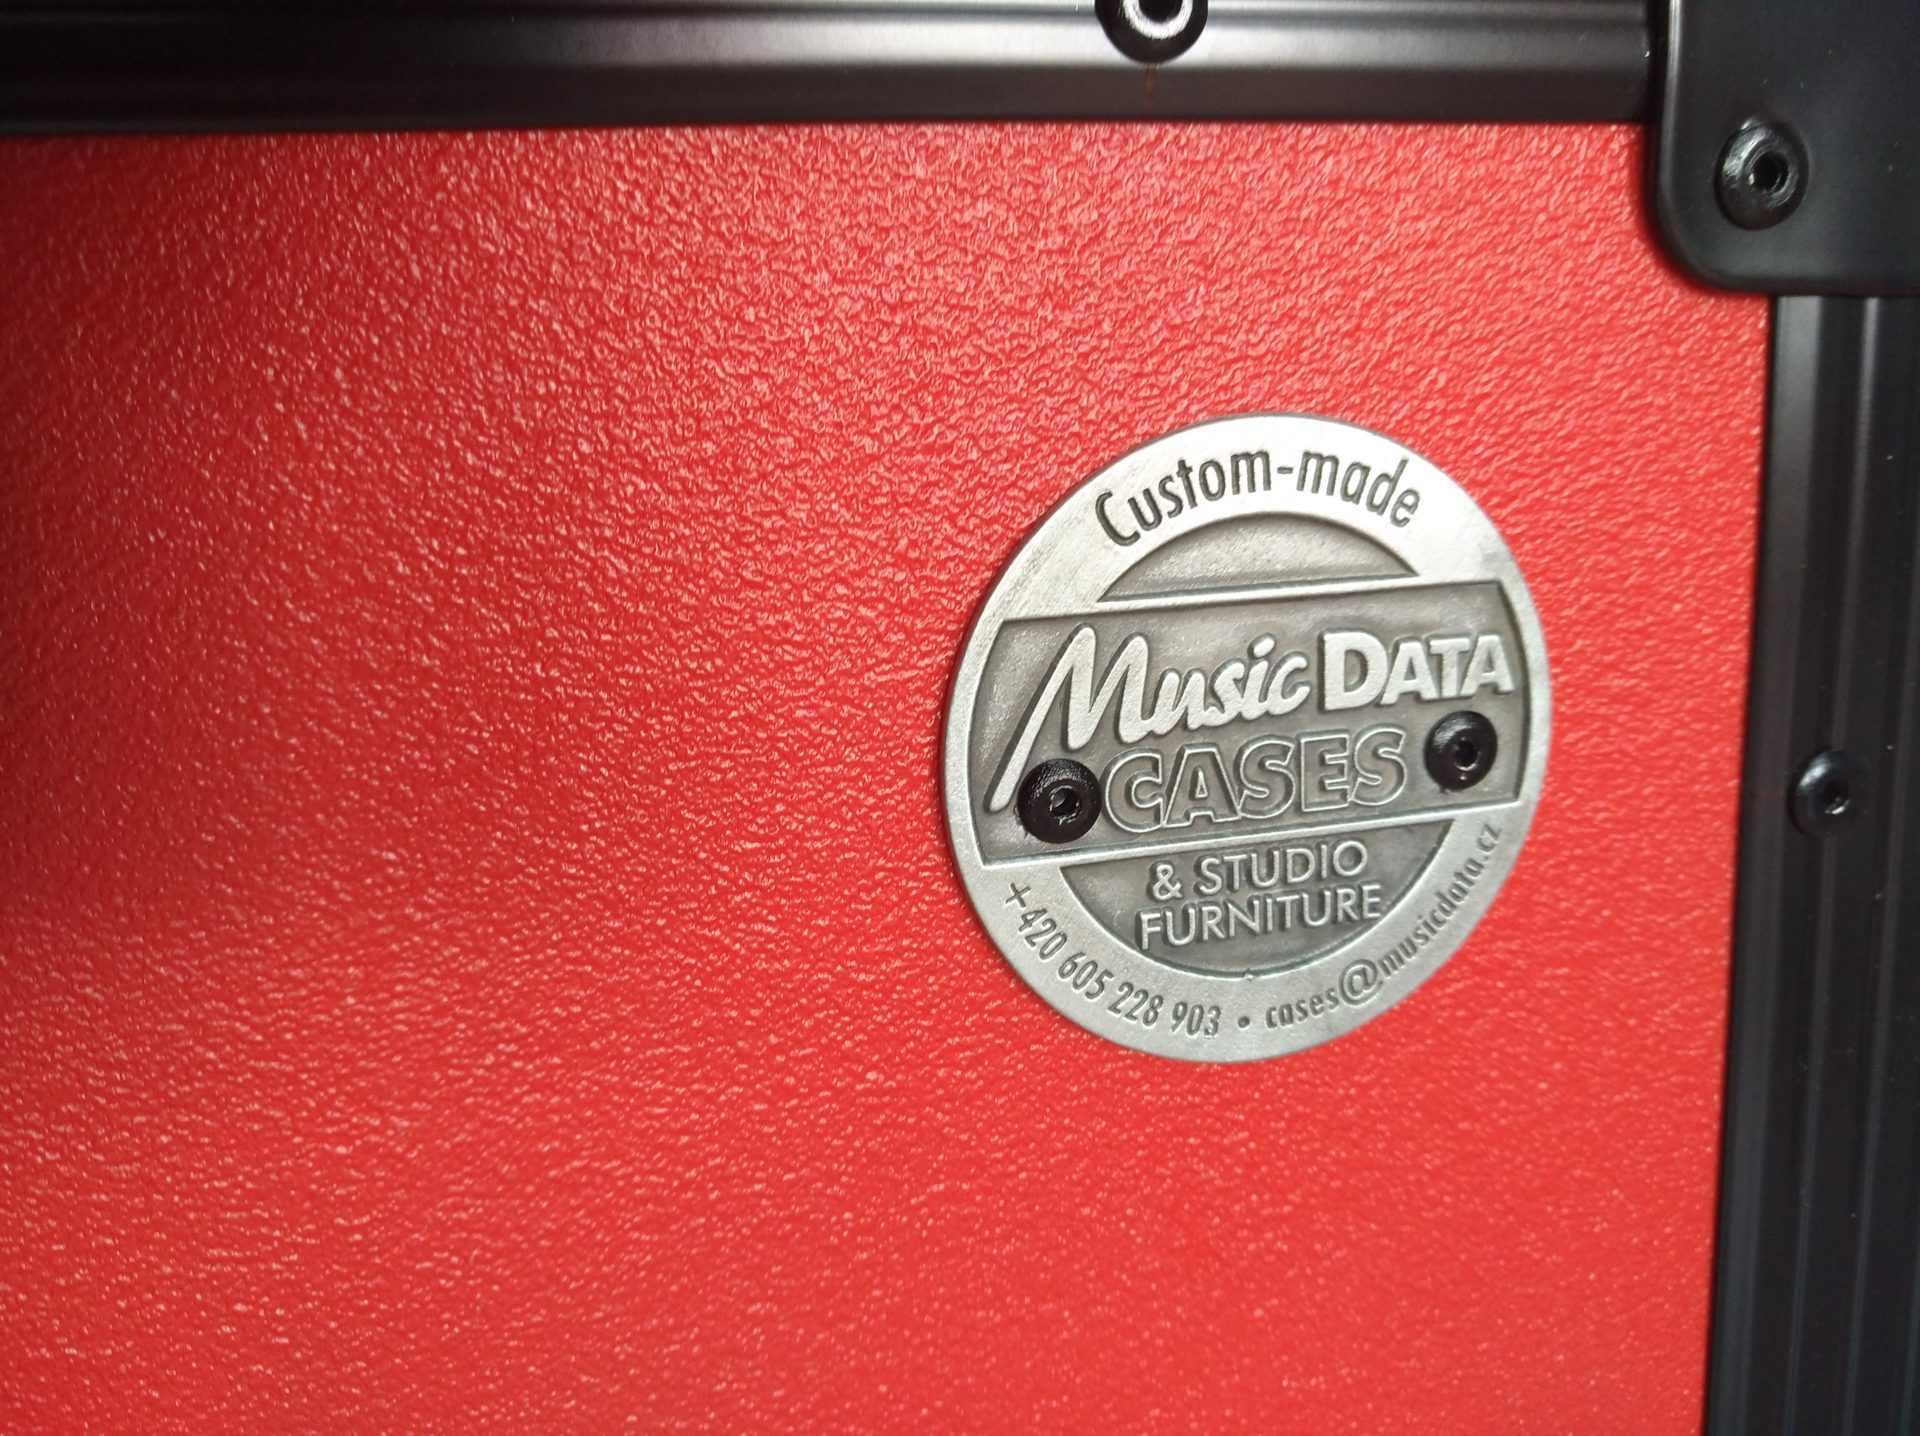 Custom-made
Music DATA
CASES
& STUDIO
FURNITURE
+420 605 228 903 • cases@musicdata.cz